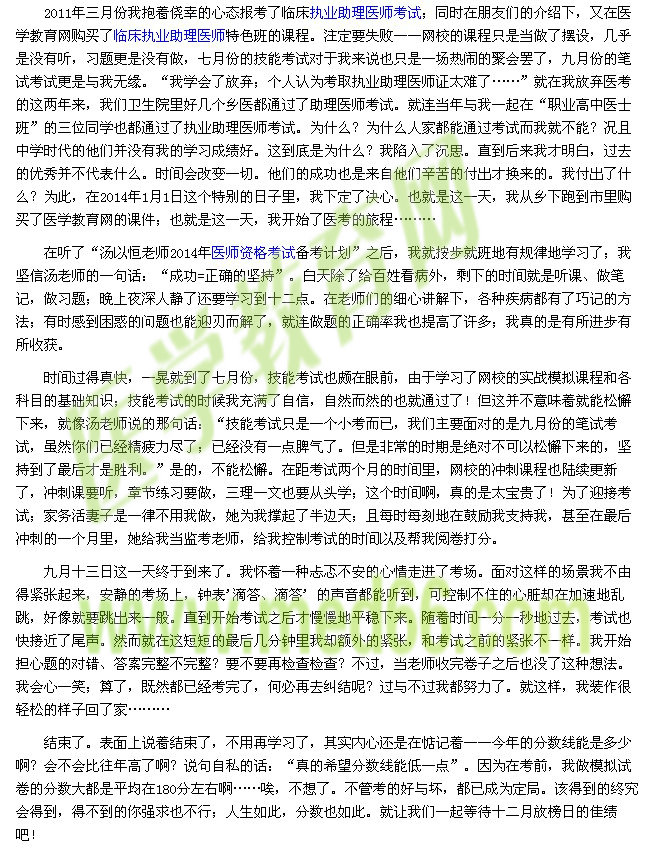 2011年三月份我抱着侥幸的心态报考了临床执业助理医师考试；同时在朋友们的介绍下，又在医
学教育网购买了临床执业助理医师特色班的课程。注定要失败——网校的课程只是当做了摆设，几乎
是没有听，习题更是没有做，七月份的技能考试对于我来说也只是一场热闹的聚会罢了，九月份的笔
试考试更是与我无缘。“我学会了放弃；个人认为考取执业助理医师证太难了……”就在我放弃医考
的这两年来，我们卫生院里好几个乡医都通过了助理医师考试。就连当年与我一起在“职业高中医士
班”的三位同学也都通过了执业助理医师考试。为什么？为什么人家都能通过考试而我就不能？况且
中学时代的他们并没有我的学习成绩好。这到底是为什么？我陷入了沉思。直到后来我才明白，过去
的优秀并不代表什么。时间会改变一切。他们的成功也是来自他们辛苦的付出才换来的。我付出了什
么？为此，在2014年1月1日这个特别的日子里，我下定了决心。也就是这一天，我从乡下跑到市里购
买了医学教育网的课件；也就是这一天，我开始了医考的旅程………
在听了“汤以恒老师2014年医师资格考试备考计划”之后，我就按步就班地有规律地学习了；我
坚信汤老师的一句话：“成功=正确的坚持”。白天除了给百姓看病外，剩下的时间就是听课、做笔
记，做习题；晚上夜深人静了还要学习到十二点。在老师们的细心讲解下，各种疾病都有了巧记的方
法；有时感到困惑的问题也能迎刃而解了，就连做题的正确率我也提高了许多；我真的是有所进步有
所收获。
时间过得真快，一晃就到了七月份，技能考试也颇在眼前，由于学习了网校的实战模拟课程和各
科目的基础知识；技能考试的时候我充满了自信，自然而然的也就通过了！但这并不意味着就能松懈
下来，就像汤老师说的那句话：“技能考试只是一个小考而已，我们主要面对的是九月份的笔试考
试，虽然你们已经精疲力尽了；已经没有一点脾气了。但是非常的时期是绝对不可以松懈下来的，坚
持到了最后才是胜利。”是的，不能松懈。在距考试两个月的时间里，网校的冲刺课程也陆续更新
了，冲刺课要听，章节练习要做，三理一文也要从头学；这个时间啊，真的是太宝贵了！为了迎接考
试；家务活妻子是一律不用我做，她为我撑起了半边天；且每时每刻地在鼓励我支持我，甚至在最后
冲刺的一个月里，她给我当监考老师，给我控制考试的时间以及帮我阅卷打分。
九月十三日这一天终于到来了。我怀着一种忐忑不安的心情走进了考场。面对这样的场景我不由
得紧张起来，安静的考场上，钟表’滴答、滴答’的声音都能听到，可控制不住的心脏却在加速地乱
跳，好像就要跳出来一般。直到开始考试之后才慢慢地平稳下来。随着时间一分一秒地过去，考试也
快接近了尾声。然而就在这短短的最后几分钟里我却额外的紧张，和考试之前的紧张不一样。我开始
担心题的对错、答案完整不完整？要不要再检查检查？不过，当老师收完卷子之后也没了这种想法。
我会心一笑；算了，既然都已经考完了，何必再去纠结呢？过与不过我都努力了。就这样，我装作很
轻松的样子回了家………
结束了。表面上说着结束了，不用再学习了，其实内心还是在惦记着——今年的分数线能是多少
啊？会不会比往年高了啊？说句自私的话：“真的希望分数线能低一点”。因为在考前，我做模拟试
卷的分数大都是平均在180分左右啊……唉，不想了。不管考的好与坏，都已成为定局。该得到的终究
会得到，得不到的你强求也不行；人生如此，分数也如此。就让我们一起等待十二月放榜日的佳绩
吧！
医学教育网
www.med66.com